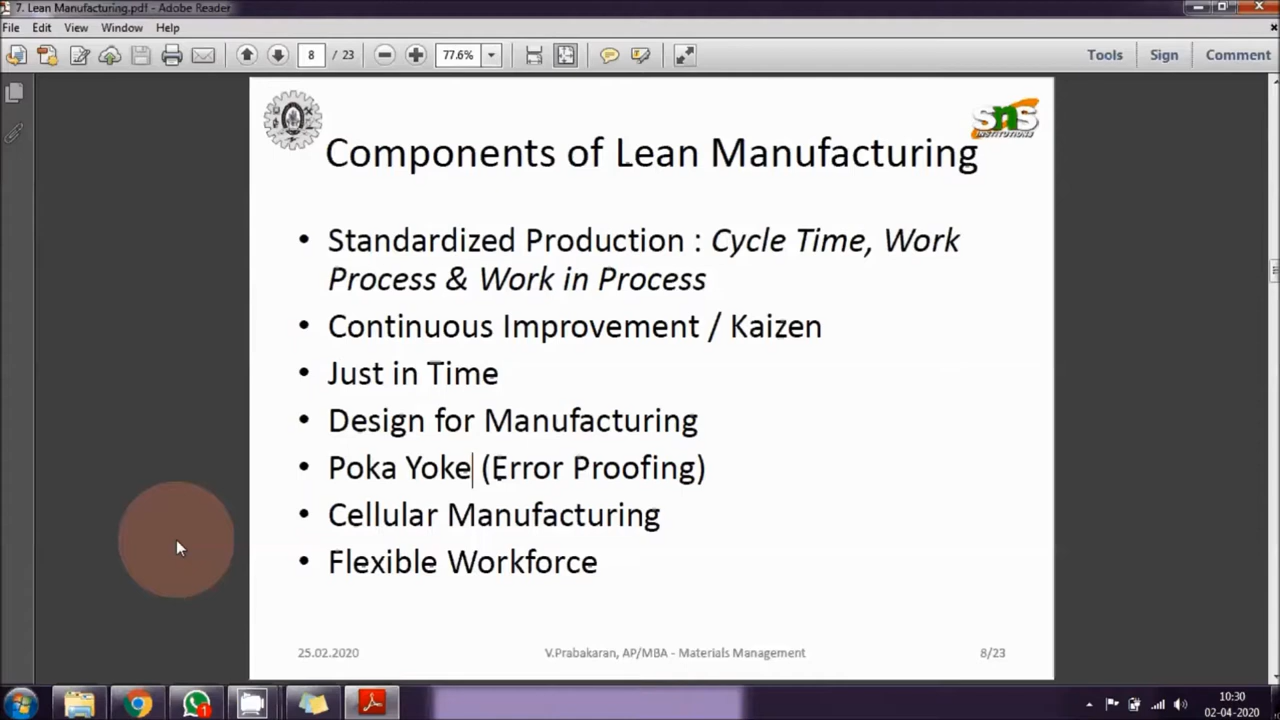 7. Lean Manufacturing.pdf - Adobe Reader
File Edit View Window Help
8 / 23 77.6% Tools Sign Comment
SnS
INSTITUTIONS
Components of Lean Manufacturing
• Standardized Production : Cycle Time, Work
Process & Work in Process
• Continuous Improvement / Kaizen
• Just in Time
• Design for Manufacturing
• Poka Yoke (Error Proofing)
• Cellular Manufacturing
• Flexible Workforce
25.02.2020 V.Prabakaran, AP/MBA - Materials Management 8/23
1
10:30
02-04-2020